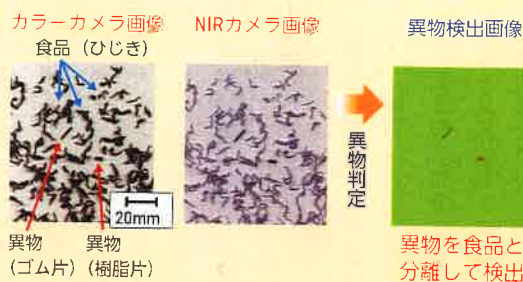 カラーカメラ画像
食品（ひじき）
NIRカメラ画像
異物検出画像
異物判定
20mm
異物
（ゴム片）
異物
（樹脂片）
異物を食品と
分離して検出